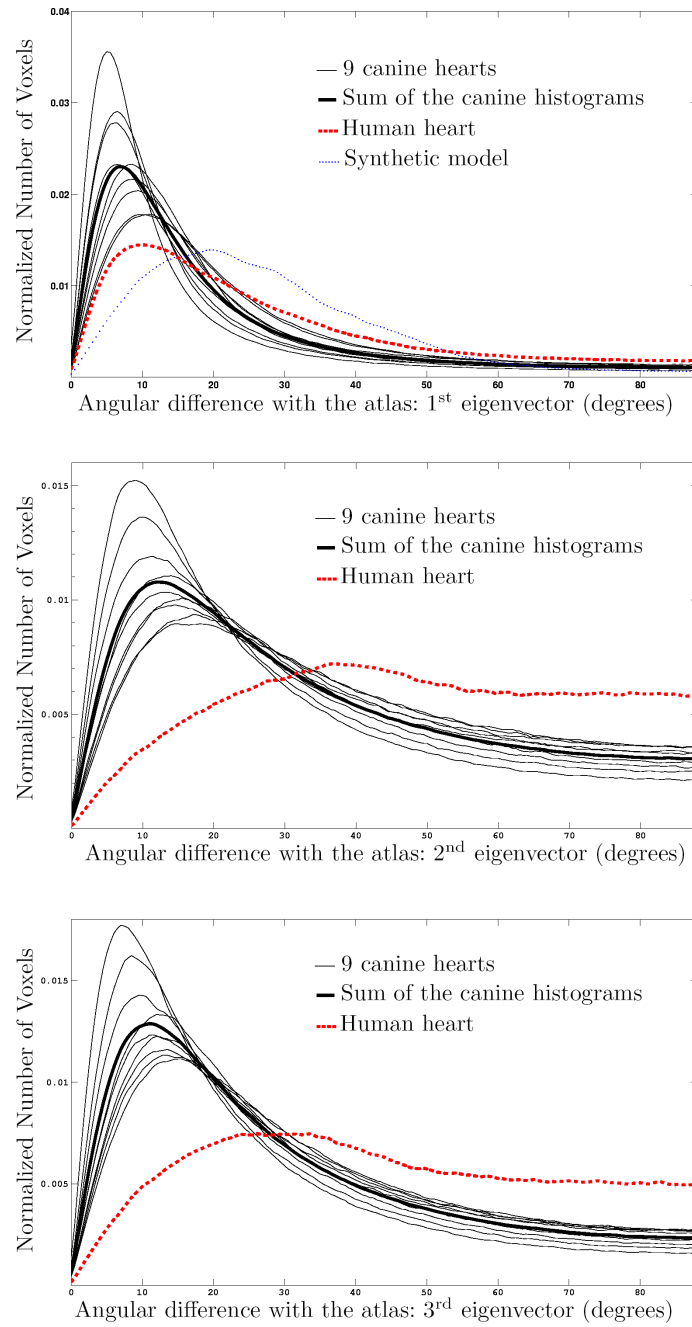 0.04
0.03
0.02
0.01
Normalized Number of Voxels
9 canine hearts
Sum of the canine histograms
Human heart
Synthetic model
0 10 20 30 40 50 60 70 80
Angular difference with the atlas: 1st eigenvector (degrees)
0.015
0.01
0.005
Normalized Number of Voxels
9 canine hearts
Sum of the canine histograms
Human heart
0 10 20 30 40 50 60 70 80
Angular difference with the atlas: 2nd eigenvector (degrees)
0.015
0.01
0.005
Normalized Number of Voxels
9 canine hearts
Sum of the canine histograms
Human heart
0 10 20 30 40 50 60 70 80
Angular difference with the atlas: 3rd eigenvector (degrees)